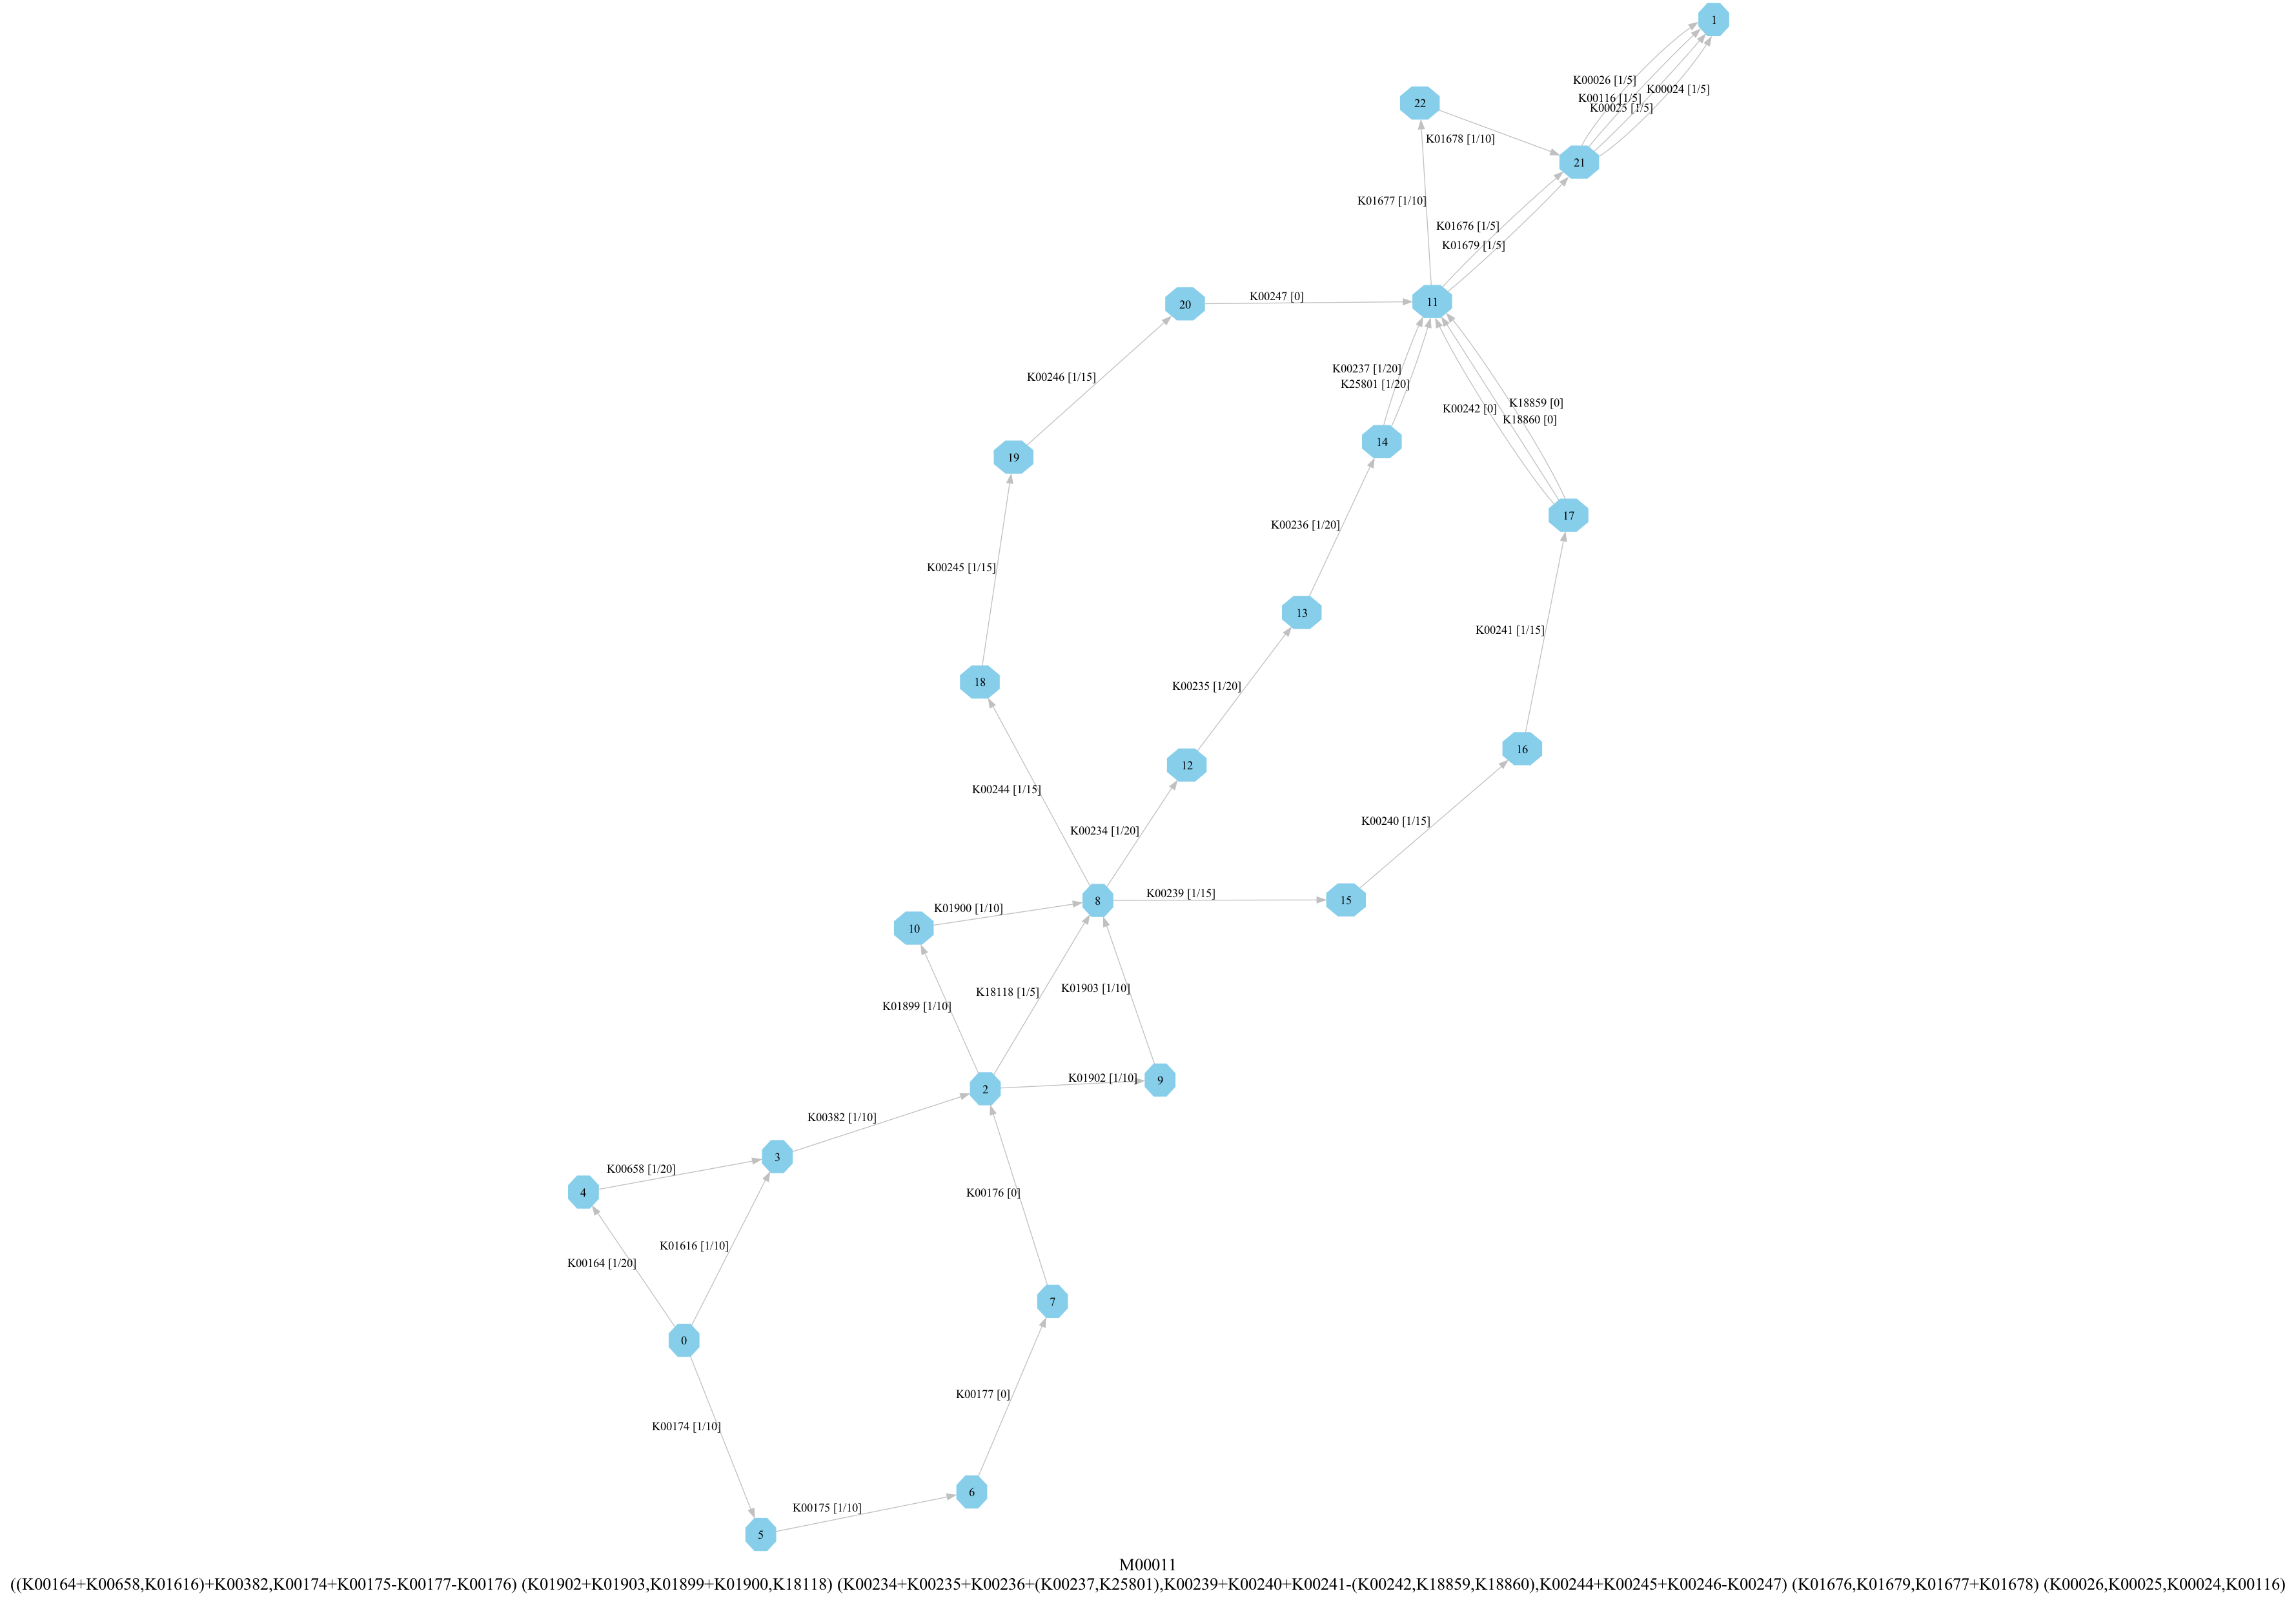 1
K00026 [1/5]
K00024 [1/5]
K00116 [1/5]
22
K00025 [1/5]
K01678 [1/10]
21
K01677 [1/10]
K01676 [1/5]
K01679 [1/5]
K00247 [0]
20
11
K00237 [1/20]
K00246 [1/15]
K25801 [1/20]
K18859 [0]
K00242 [0]
K18860 [0]
14
19
17
K00236 [1/20]
K00245 [1/15]
13
K00241 [1/15]
18
K00235 [1/20]
16
12
K00244 [1/15]
K00240 [1/15]
K00234 [1/20]
K00239 [1/15]
8
15
K01900 [1/10]
10
K01903 [1/10]
K18118 [1/5]
K01899 [1/10]
K01902 [1/10]
9
2
K00382 [1/10]
3
K00658 [1/20]
4
K00176 [0]
K01616 [1/10]
K00164 [1/20]
7
0
K00177 [0]
K00174 [1/10]
6
K00175 [1/10]
5
M00011
((K00164+K00658,K01616)+K00382,K00174+K00175-K00177-K00176) (K01902+K01903,K01899+K01900,K18118) (K00234+K00235+K00236+(K00237,K25801),K00239+K00240+K00241-(K00242,K18859,K18860),K00244+K00245+K00246-K00247) (K01676,K01679,K01677+K01678) (K00026,K00025,K00024,K00116)